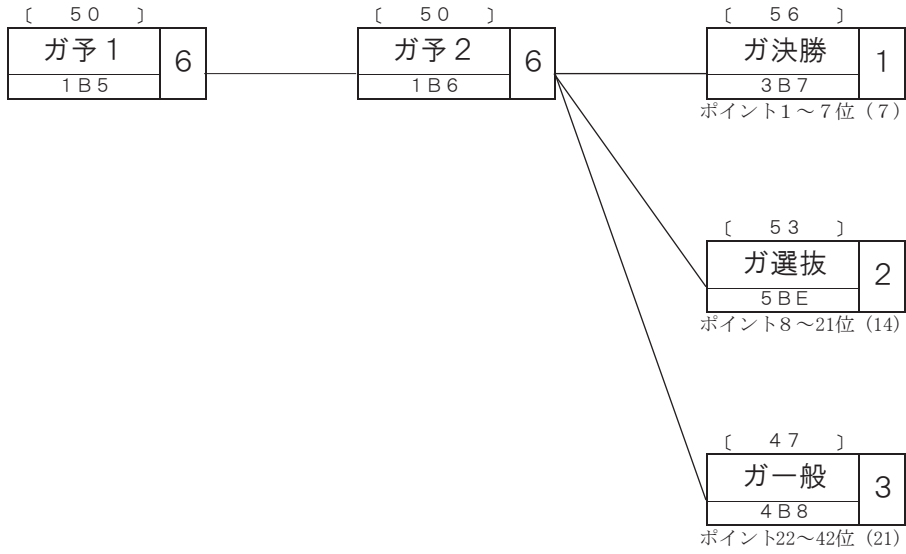 〔　５０　〕
ガ予１　６
１Ｂ５
〔　５０　〕
ガ予２　６
１Ｂ６
〔　５６　〕
ガ決勝　１
３Ｂ７
ポイント１～７位（７）
〔　５３　〕
ガ選抜　２
５ＢＥ
ポイント８～21位（14）
〔　４７　〕
ガ一般　３
４Ｂ８
ポイント22～42位（21）